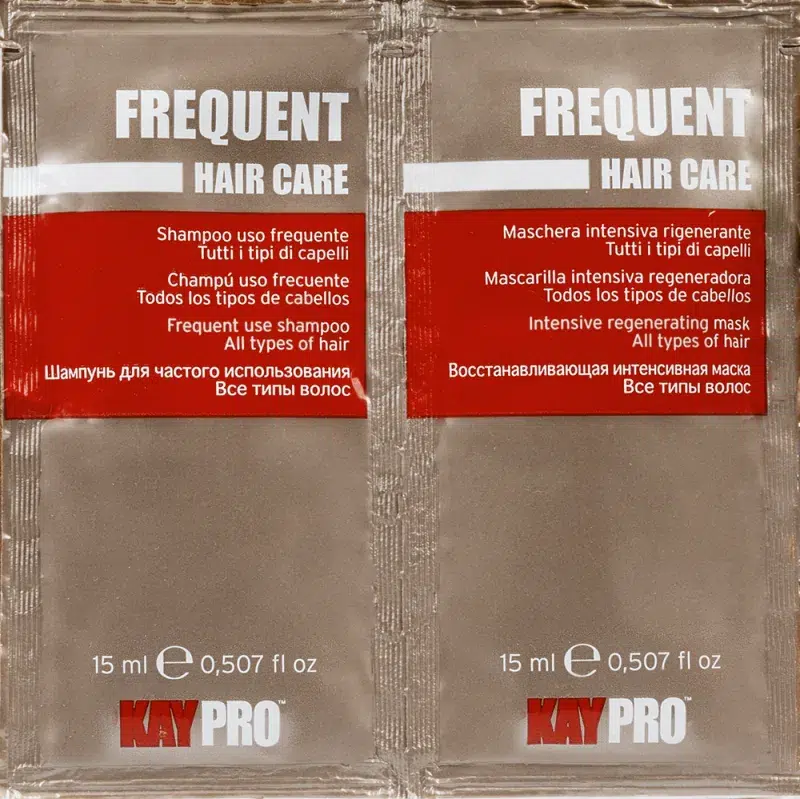 FREQUENT
HAIR CARE
Shampoo uso frequente
Tutti i tipi di capelli
Champú uso frecuente
Todos los tipos de cabellos
Frequent use shampoo
All types of hair
Шампунь для частого использования
Все типы волос
15 ml ℮ 0,507 fl oz
KAYPRO™
FREQUENT
HAIR CARE
Maschera intensiva rigenerante
Tutti i tipi di capelli
Mascarilla intensiva regeneradora
Todos los tipos de cabellos
Intensive regenerating mask
All types of hair
Восстанавливающая интенсивная маска
Все типы волос
15 ml ℮ 0,507 fl oz
KAYPRO™